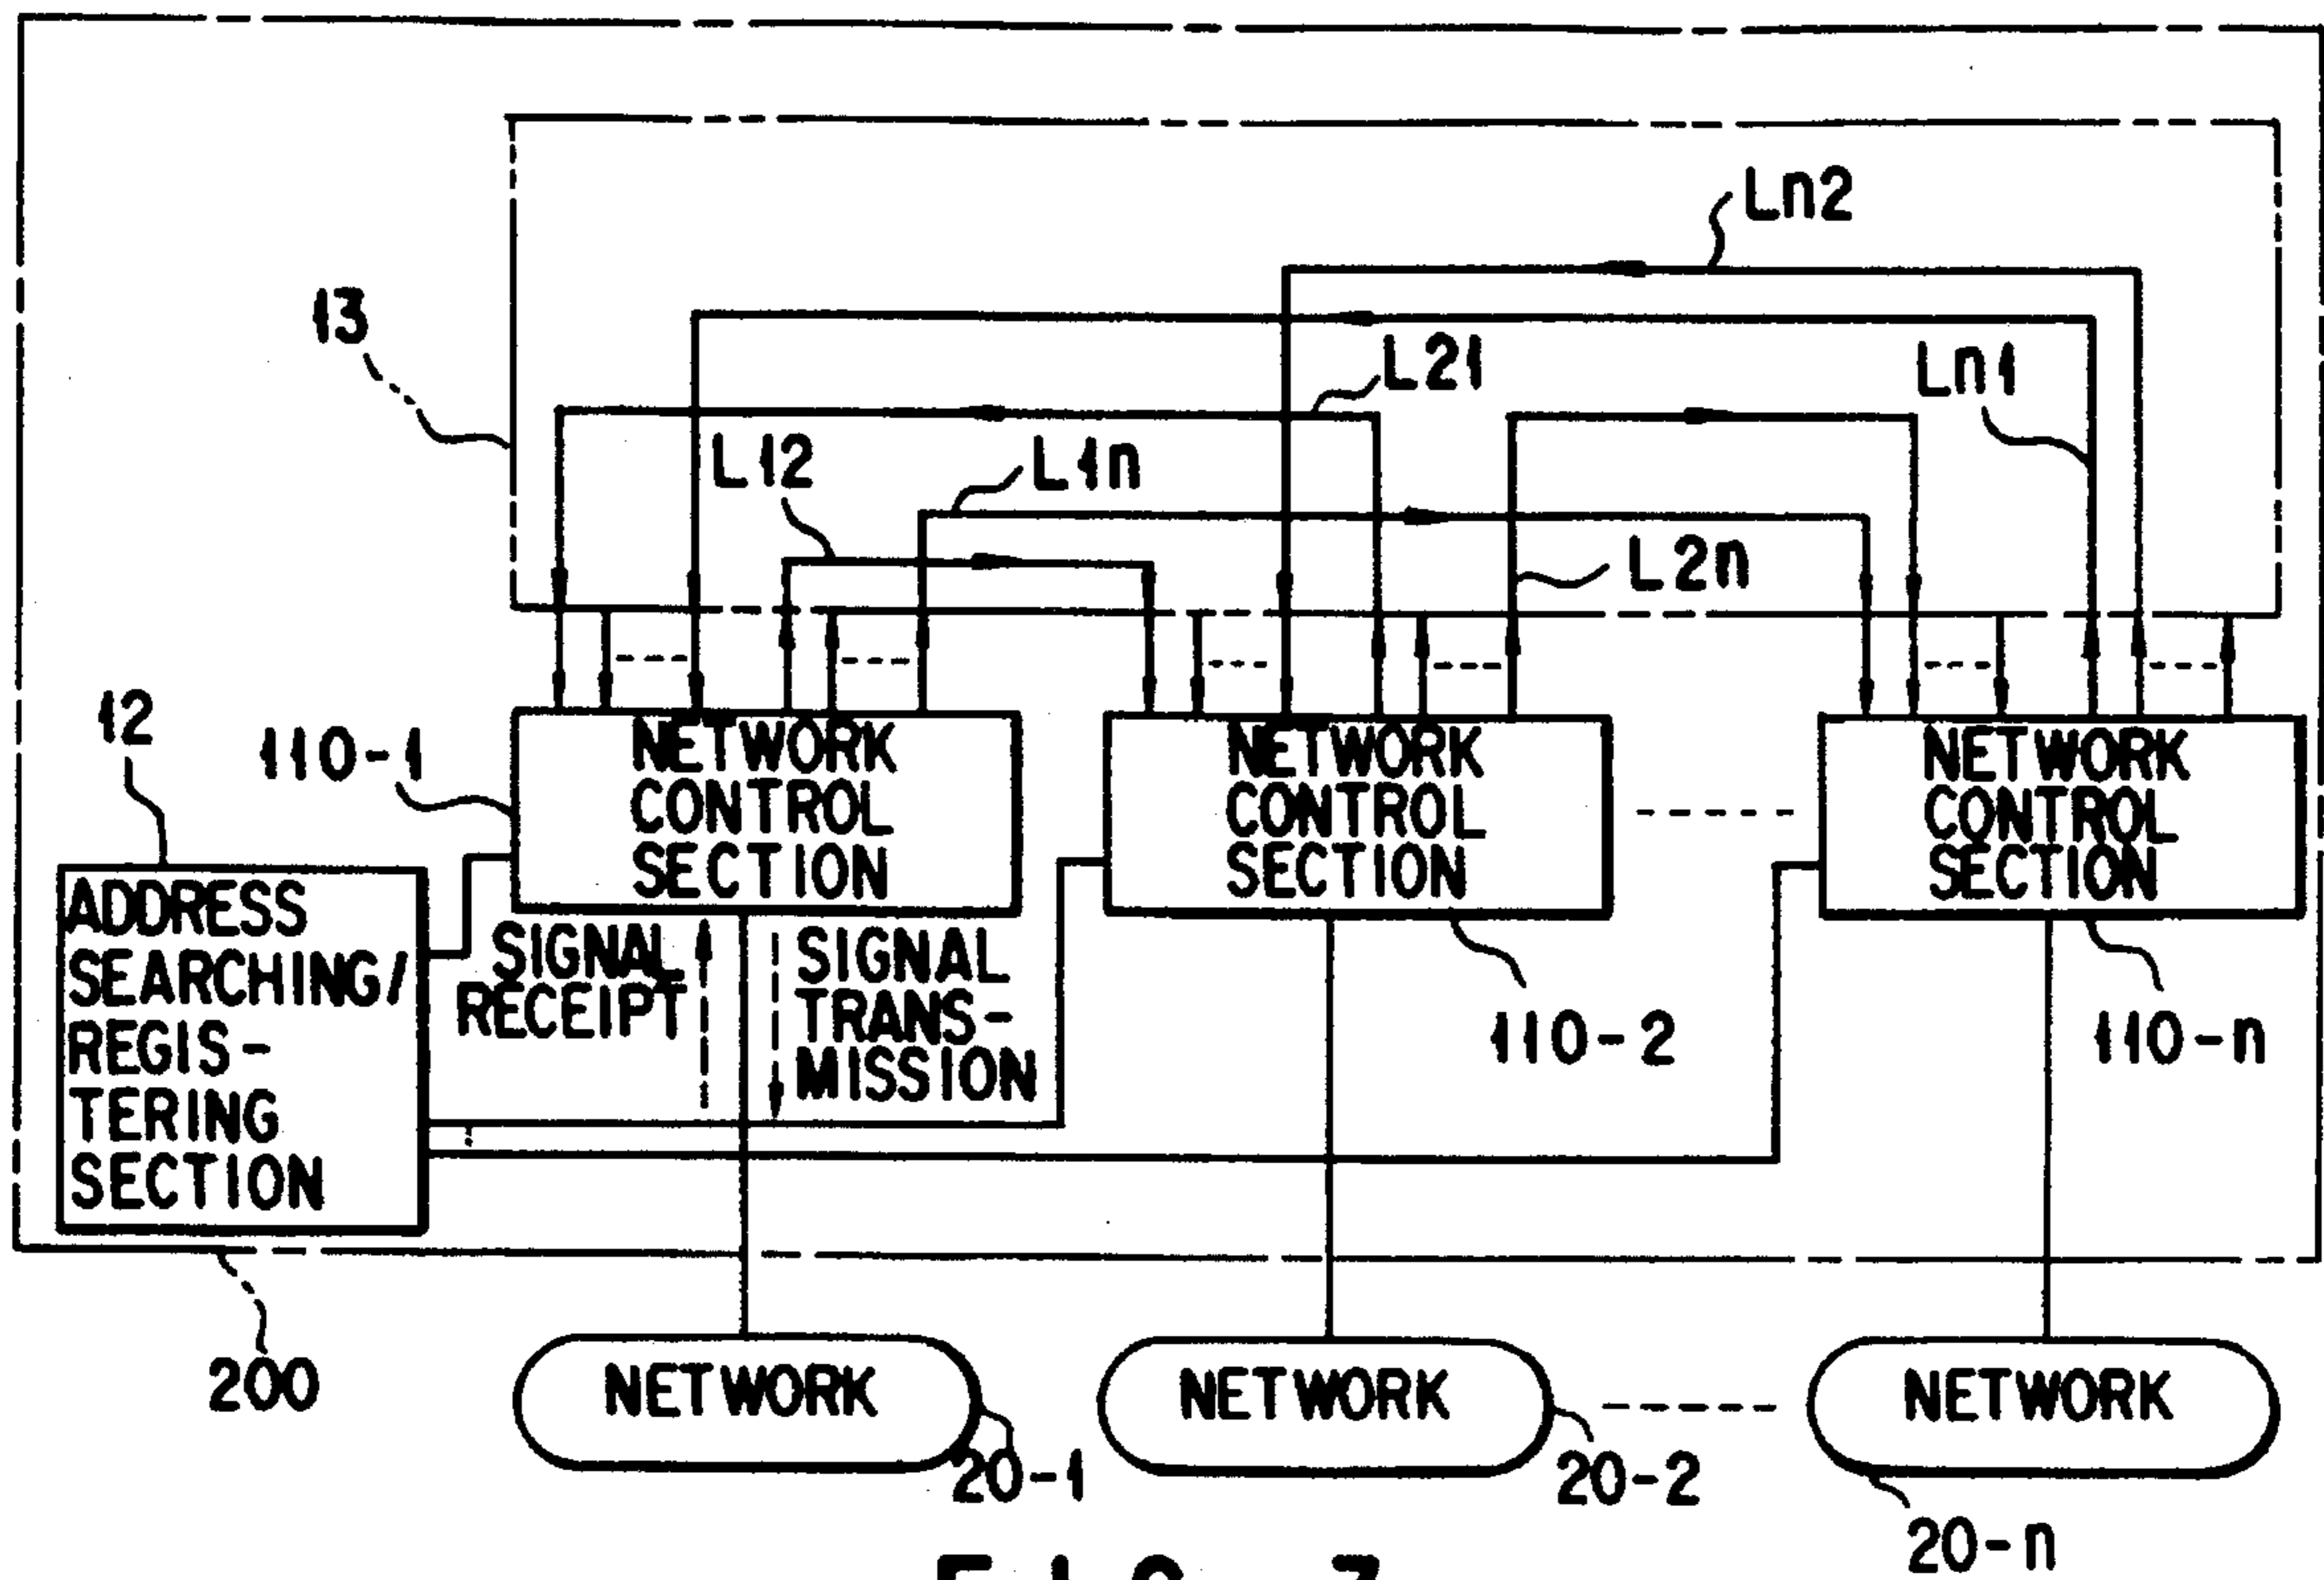 Ln2
13
L21
Ln1
L12
L1n
L2n
12
110-1
NETWORK
CONTROL
SECTION
NETWORK
CONTROL
SECTION
NETWORK
CONTROL
SECTION
ADDRESS
SEARCHING/
REGIS-
TERING
SECTION
SIGNAL
RECEIPT
SIGNAL
TRANS-
MISSION
110-2
110-n
200
NETWORK
NETWORK
NETWORK
20-1
20-2
20-n